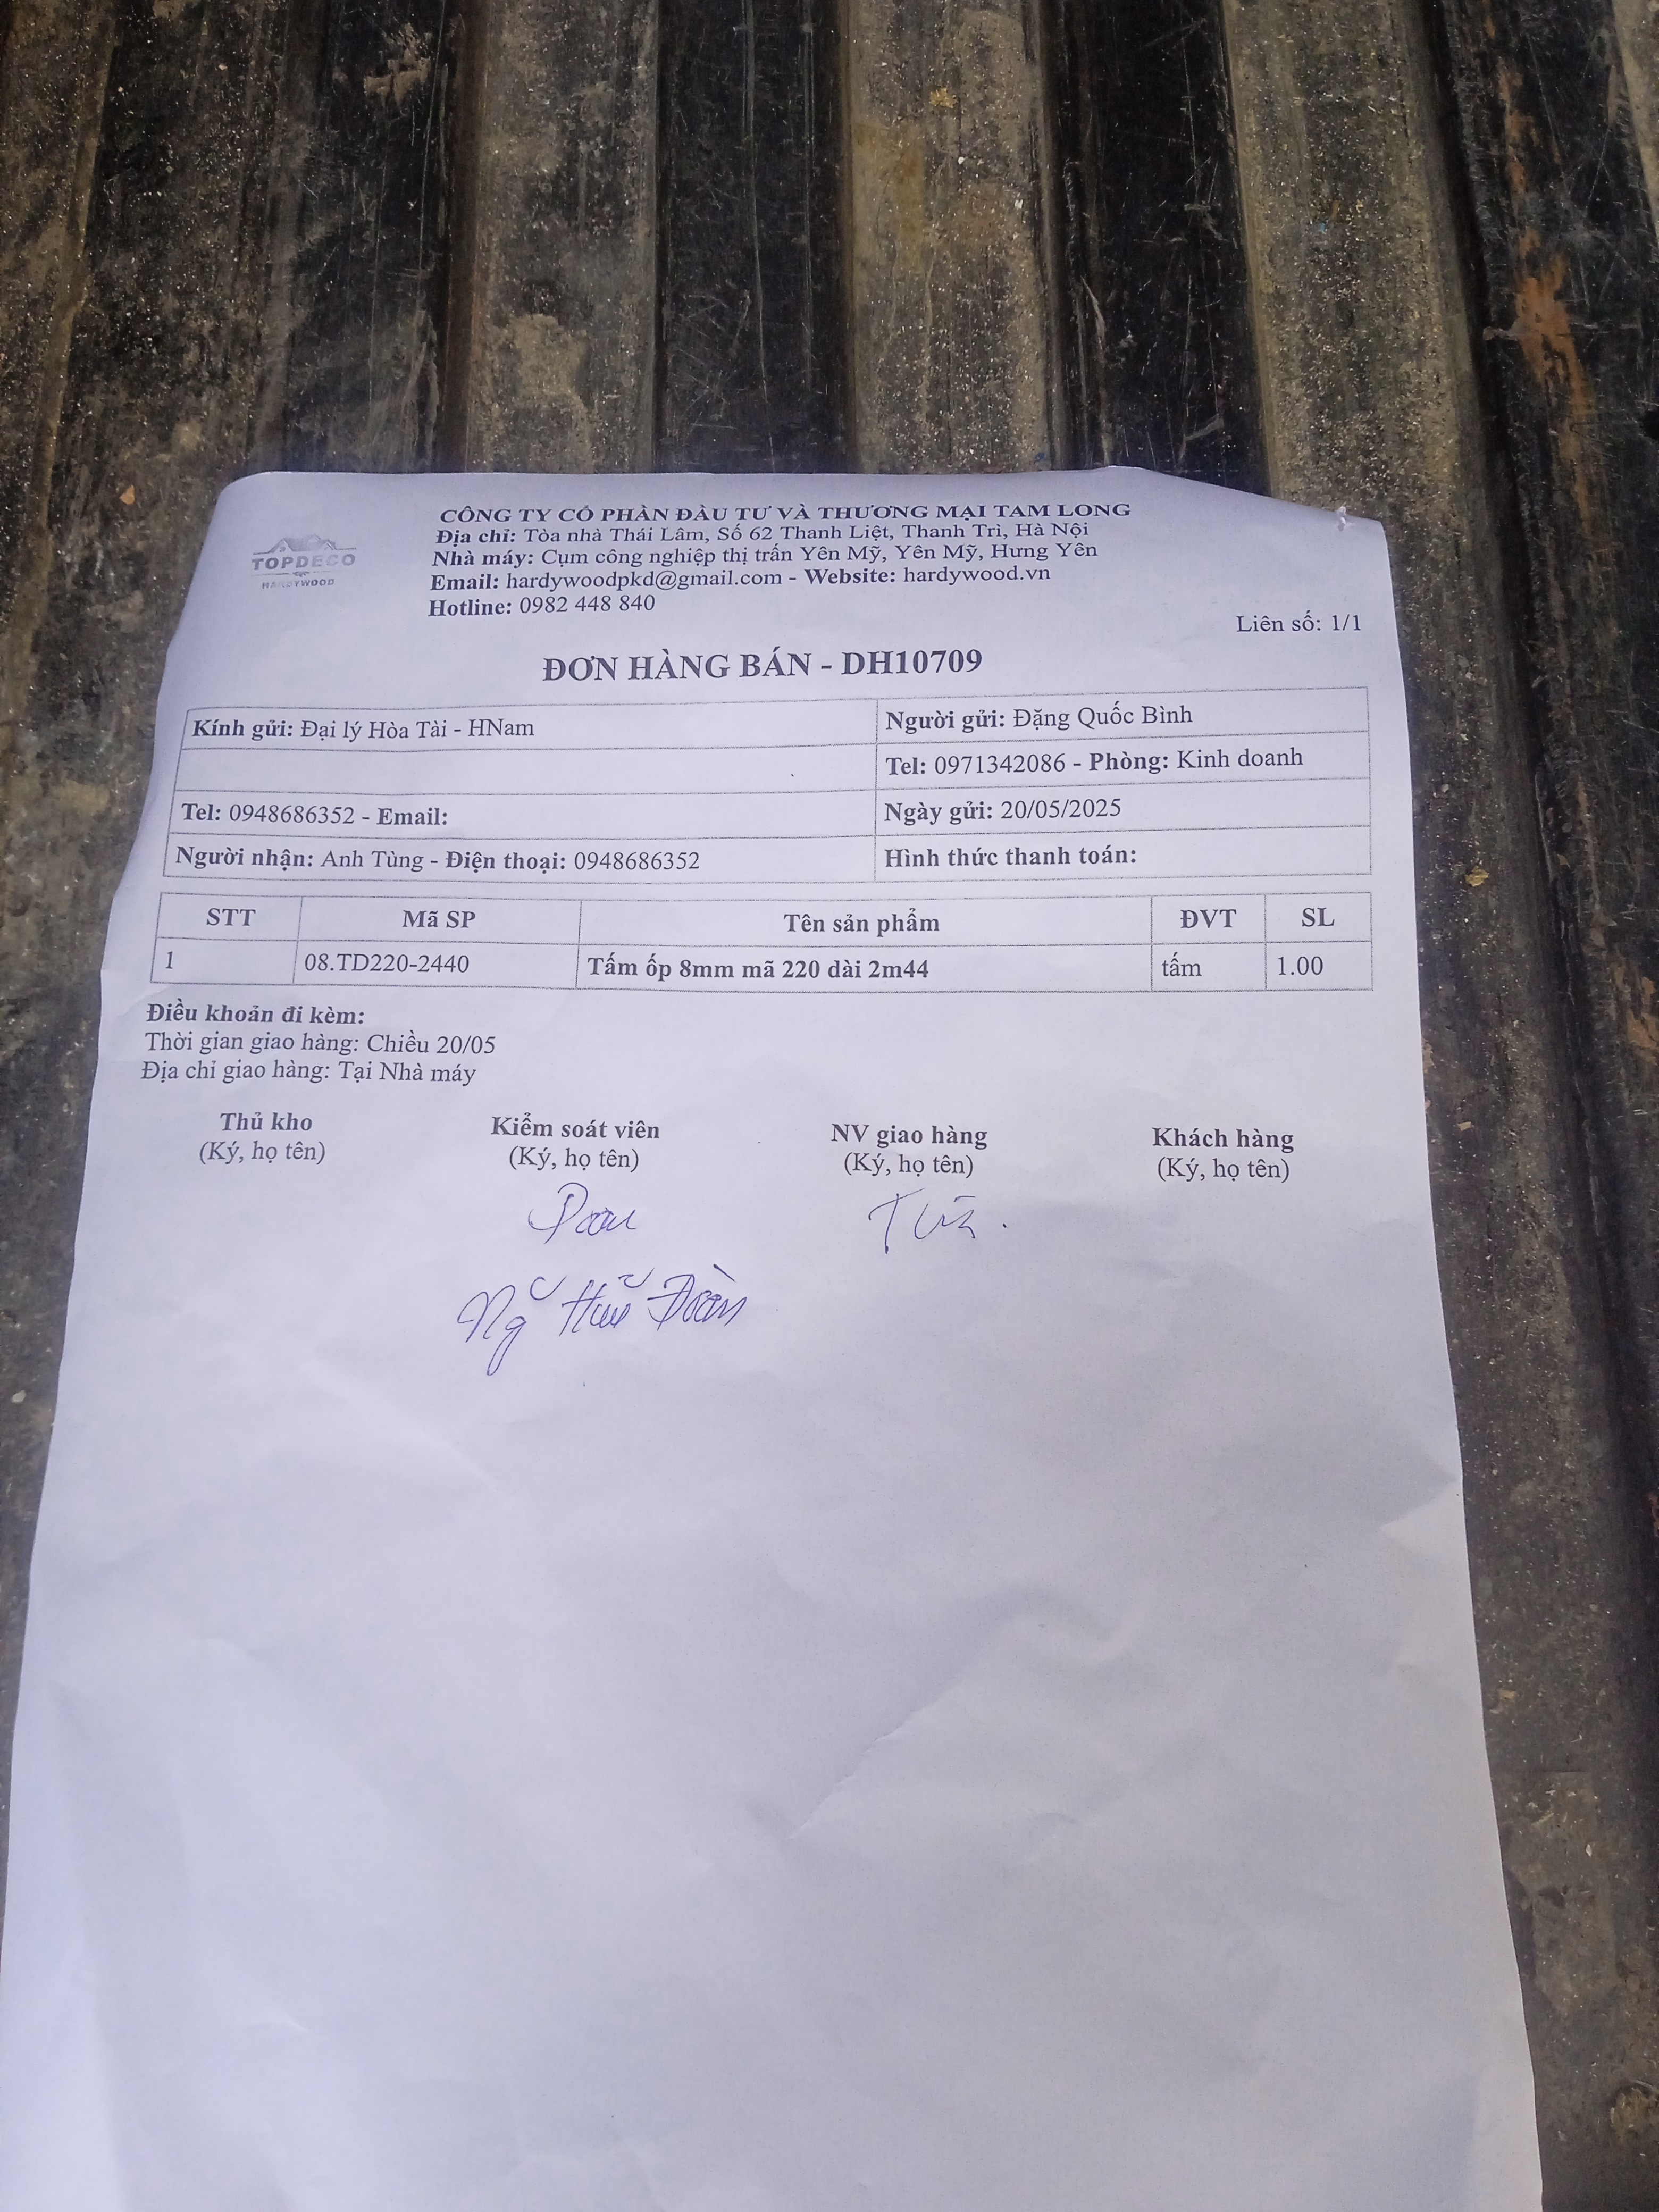 CÔNG TY CỔ PHẦN ĐẦU TƯ VÀ THƯƠNG MẠI TAM LONG
Địa chỉ: Tòa nhà Thái Lâm, Số 62 Thanh Liệt, Thanh Trì, Hà Nội
Nhà máy: Cụm công nghiệp thị trấn Yên Mỹ, Yên Mỹ, Hưng Yên
Email: hardywoodpkd@gmail.com - Website: hardywood.vn
Hotline: 0982 448 840
TOPDECO
HARDYWOOD
Liên số: 1/1
ĐƠN HÀNG BÁN - DH10709
Kính gửi: Đại lý Hòa Tài - HNam Người gửi: Đặng Quốc Bình
Tel: 0971342086 - Phòng: Kinh doanh
Tel: 0948686352 - Email: Ngày gửi: 20/05/2025
Người nhận: Anh Tùng - Điện thoại: 0948686352 Hình thức thanh toán:
STT Mã SP Tên sản phẩm ĐVT SL
1 08.TD220-2440 Tấm ốp 8mm mã 220 dài 2m44 tấm 1.00
Điều khoản đi kèm:
Thời gian giao hàng: Chiều 20/05
Địa chỉ giao hàng: Tại Nhà máy
Thủ kho Kiểm soát viên NV giao hàng Khách hàng
(Ký, họ tên) (Ký, họ tên) (Ký, họ tên) (Ký, họ tên)
Hữu Đoàn